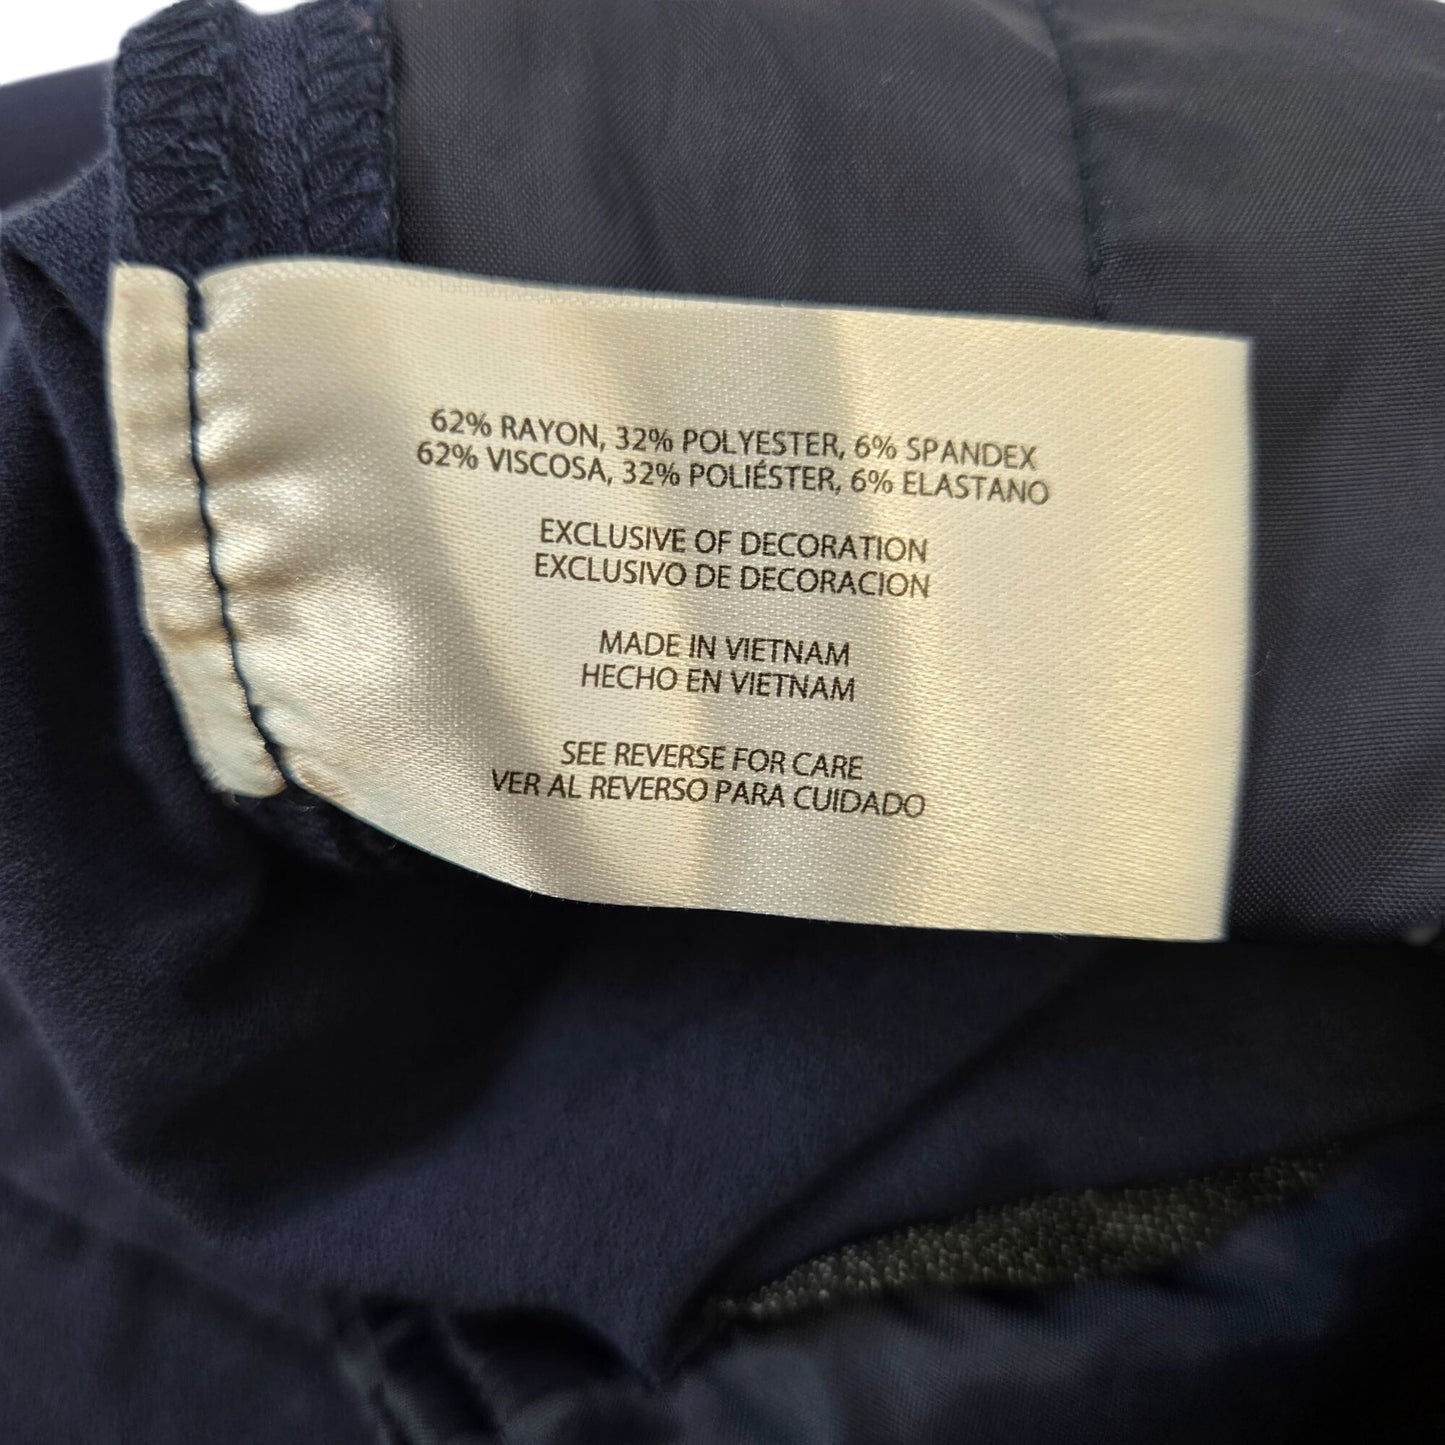 62% RAYON, 32% POLYESTER, 6% SPANDEX
62% VISCOSA, 32% POLIÉSTER, 6% ELASTANO
EXCLUSIVE OF DECORATION
EXCLUSIVO DE DECORACION
MADE IN VIETNAM
HECHO EN VIETNAM
SEE REVERSE FOR CARE
VER AL REVERSO PARA CUIDADO